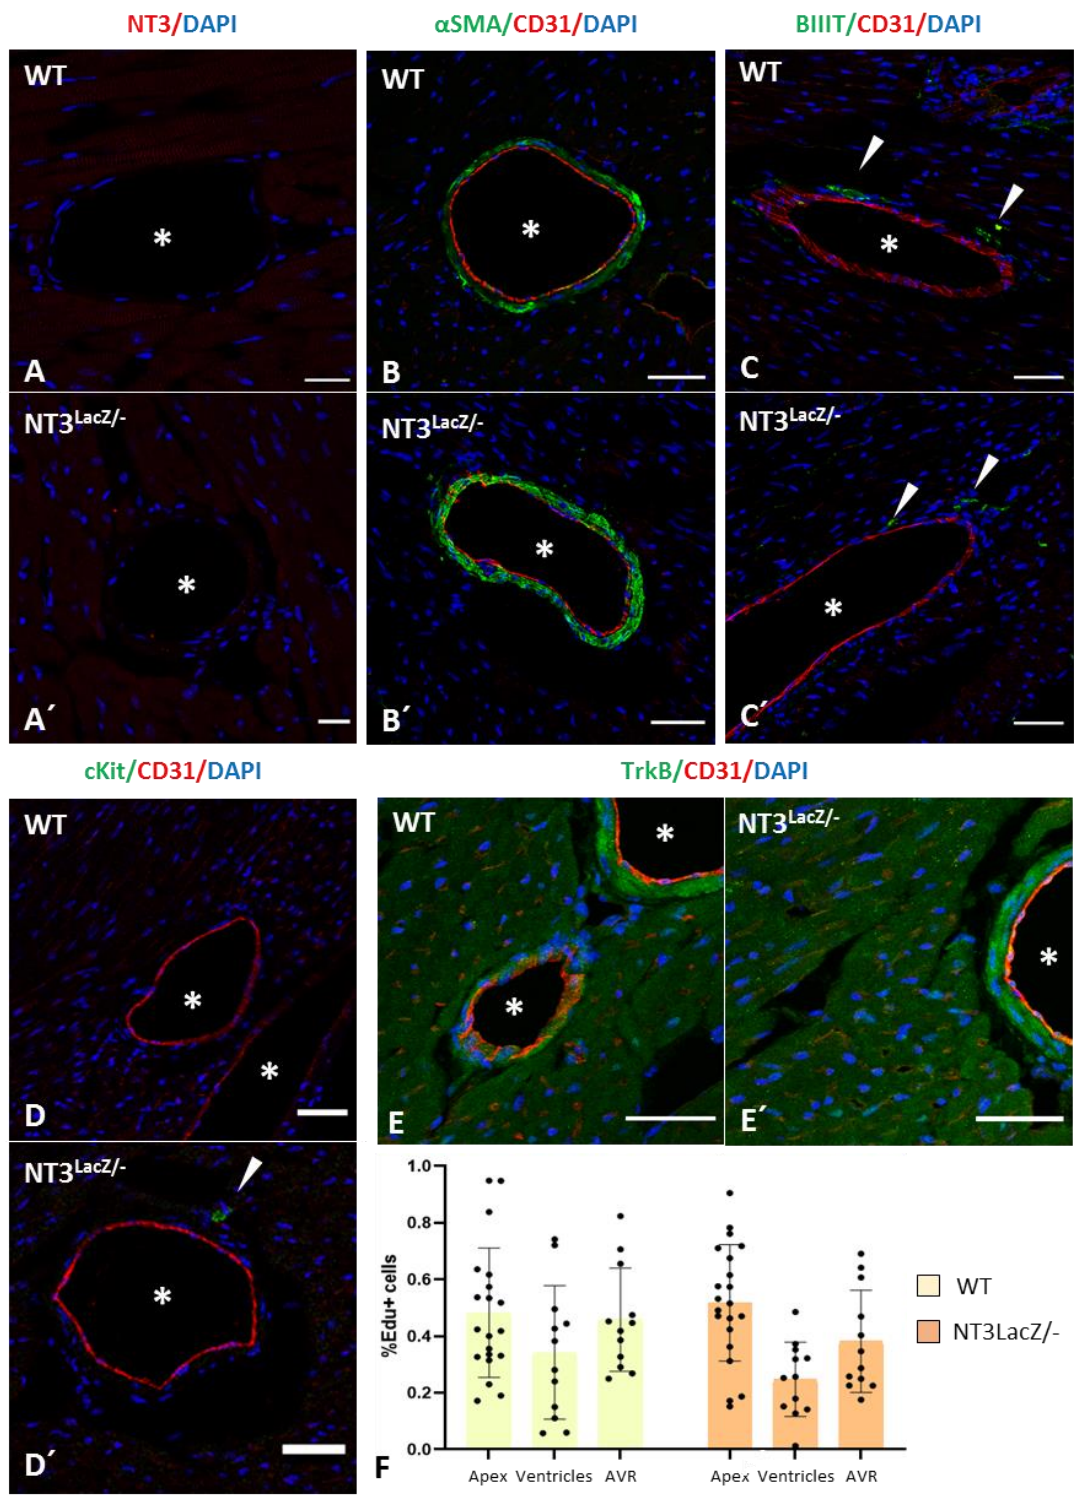 NT3/DAPI
αSMA/CD31/DAPI
BIIIT/CD31/DAPI
WT
WT
WT
*
*
*
A
B
C
NT3LacZ/-
NT3LacZ/-
NT3LacZ/-
*
*
*
A´
B´
C´
cKit/CD31/DAPI
TrkB/CD31/DAPI
WT
WT
NT3LacZ/-
*
*
*
*
*
D
E
E´
NT3LacZ/-
*
D´
%Edu+ cells
1.0
0.8
0.6
0.4
0.2
0.0
WT
NT3LacZ/-
F
Apex Ventricles AVR Apex Ventricles AVR